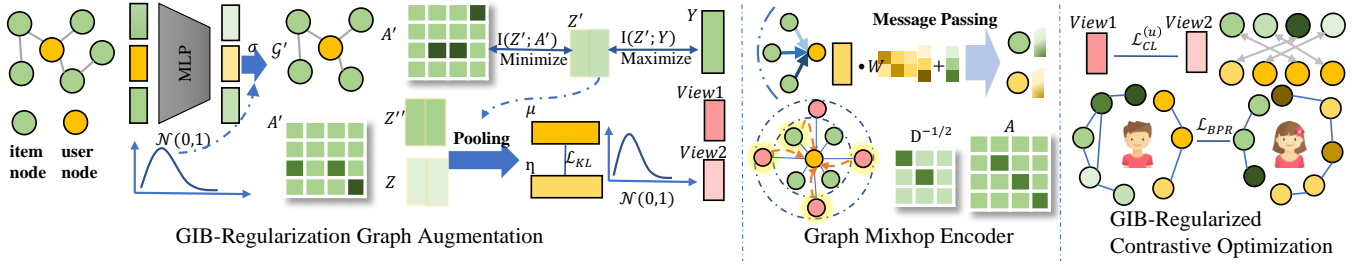 item
node
user
node
MLP
σ
𝒩(0,1)
𝒢′
A′
A′
I(Z′; A′)
Minimize
Z′
I(Z′; Y)
Maximize
Y
Z′′
Z
Pooling
μ
η
ℒ_KL
𝒩(0,1)
View1
View2
GIB-Regularization Graph Augmentation
Message Passing
• W
+
D^{-1/2}
A
Graph Mixhop Encoder
View1
ℒ_CL^(u)
View2
ℒ_BPR
GIB-Regularized
Contrastive Optimization